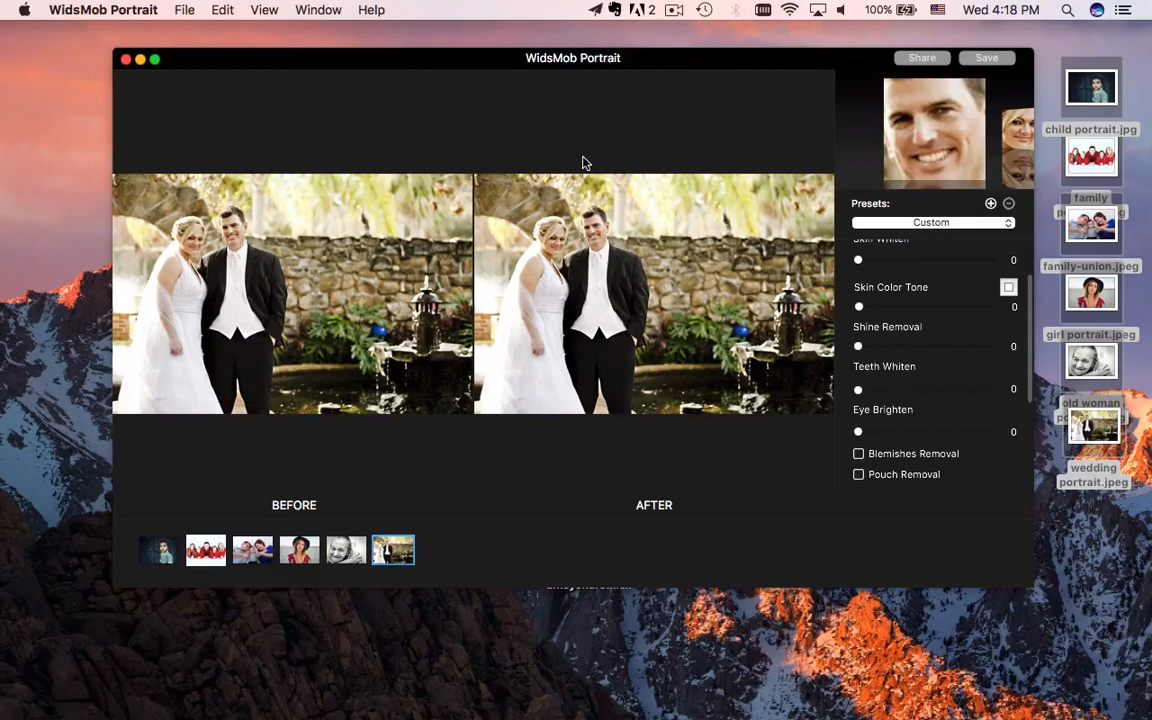 WidsMob Portrait File Edit View Window Help 2 100% Wed 4:18 PM
WidsMob Portrait
Share Save
Presets:
Custom
Skin Whiten
0
Skin Color Tone
0
Shine Removal
0
Teeth Whiten
0
Eye Brighten
0
Blemishes Removal
Pouch Removal
BEFORE AFTER
child portrait.jpg
family
family-union.jpeg
girl portrait.jpeg
old woman
wedding
portrait.jpeg